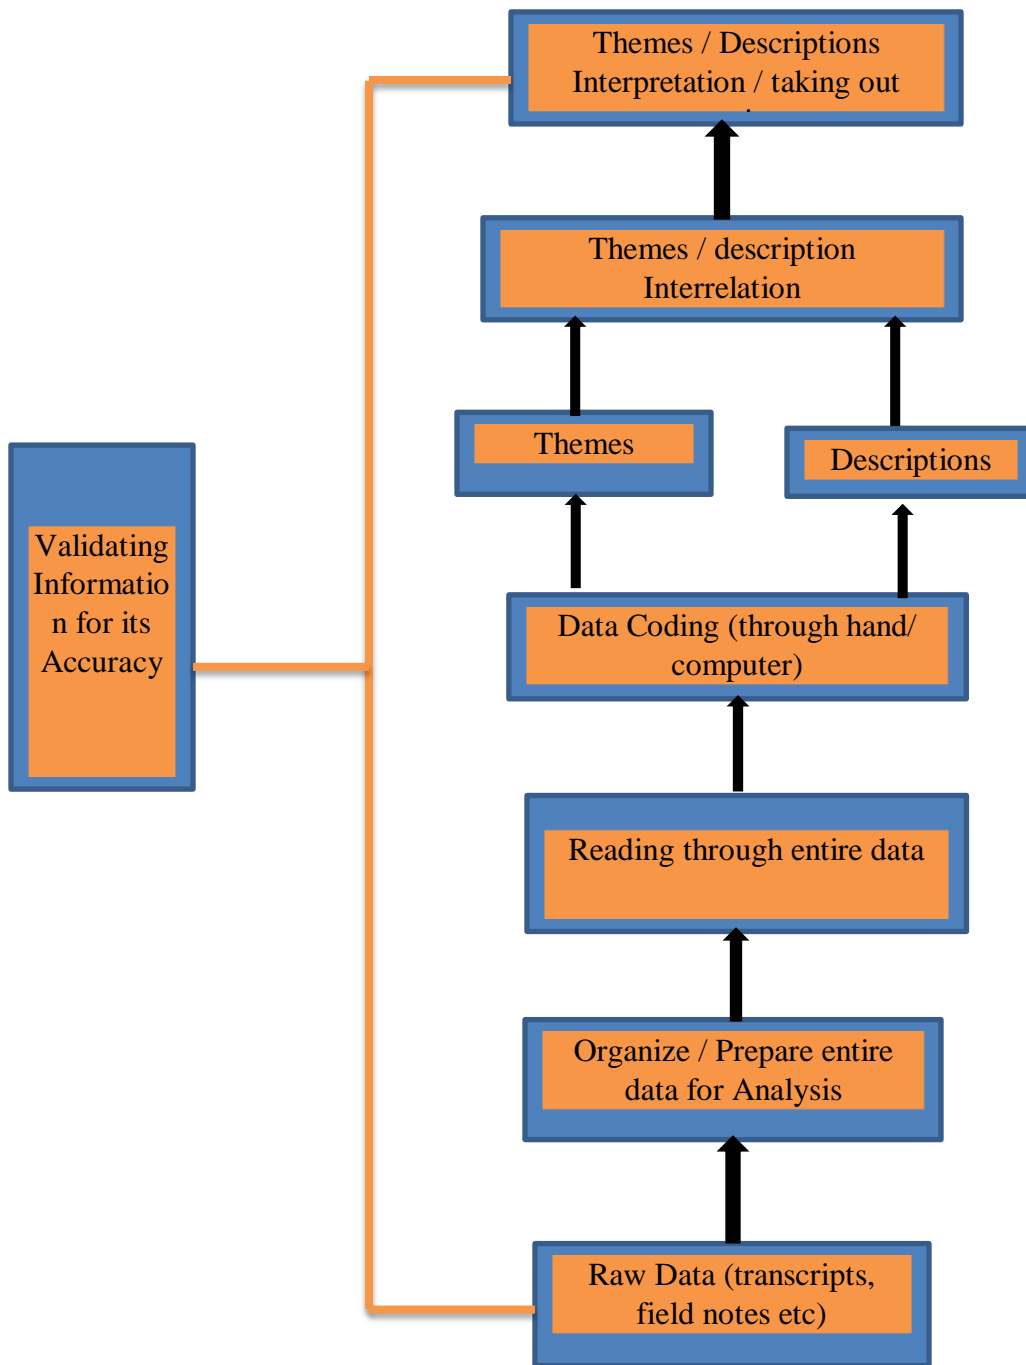 Themes / Descriptions
Interpretation / taking out
Themes / description
Interrelation
Themes
Descriptions
Validating
Informatio
n for its
Accuracy
Data Coding (through hand/
computer)
Reading through entire data
Organize / Prepare entire
data for Analysis
Raw Data (transcripts,
field notes etc)